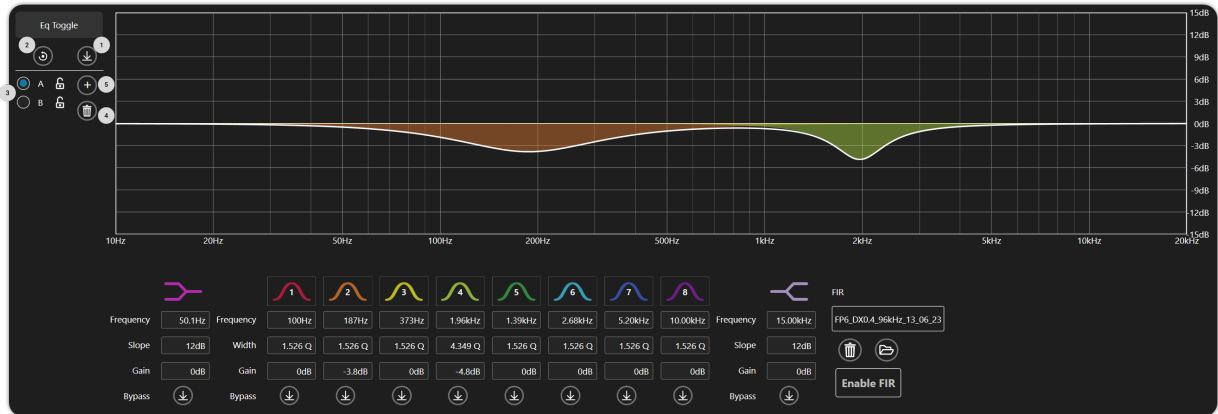 Eq Toggle
2 1
3 A 5
B 4
15dB
12dB
9dB
6dB
3dB
0dB
-3dB
-6dB
-9dB
-12dB
-15dB
10Hz 20Hz 50Hz 100Hz 200Hz 500Hz 1kHz 2kHz 5kHz 10kHz 20kHz
1 2 3 4 5 6 7 8 FIR
Frequency 50.1Hz Frequency 100Hz 187Hz 373Hz 1.96kHz 1.39kHz 2.68kHz 5.20kHz 10.00kHz Frequency 15.00kHz FP6_DX0.4_96kHz_13_06_23
Slope 12dB Width 1.526 Q 1.526 Q 1.526 Q 4.349 Q 1.526 Q 1.526 Q 1.526 Q 1.526 Q Slope 12dB
Gain 0dB Gain 0dB -3.8dB 0dB -4.8dB 0dB 0dB 0dB 0dB Gain 0dB
Enable FIR
Bypass Bypass Bypass